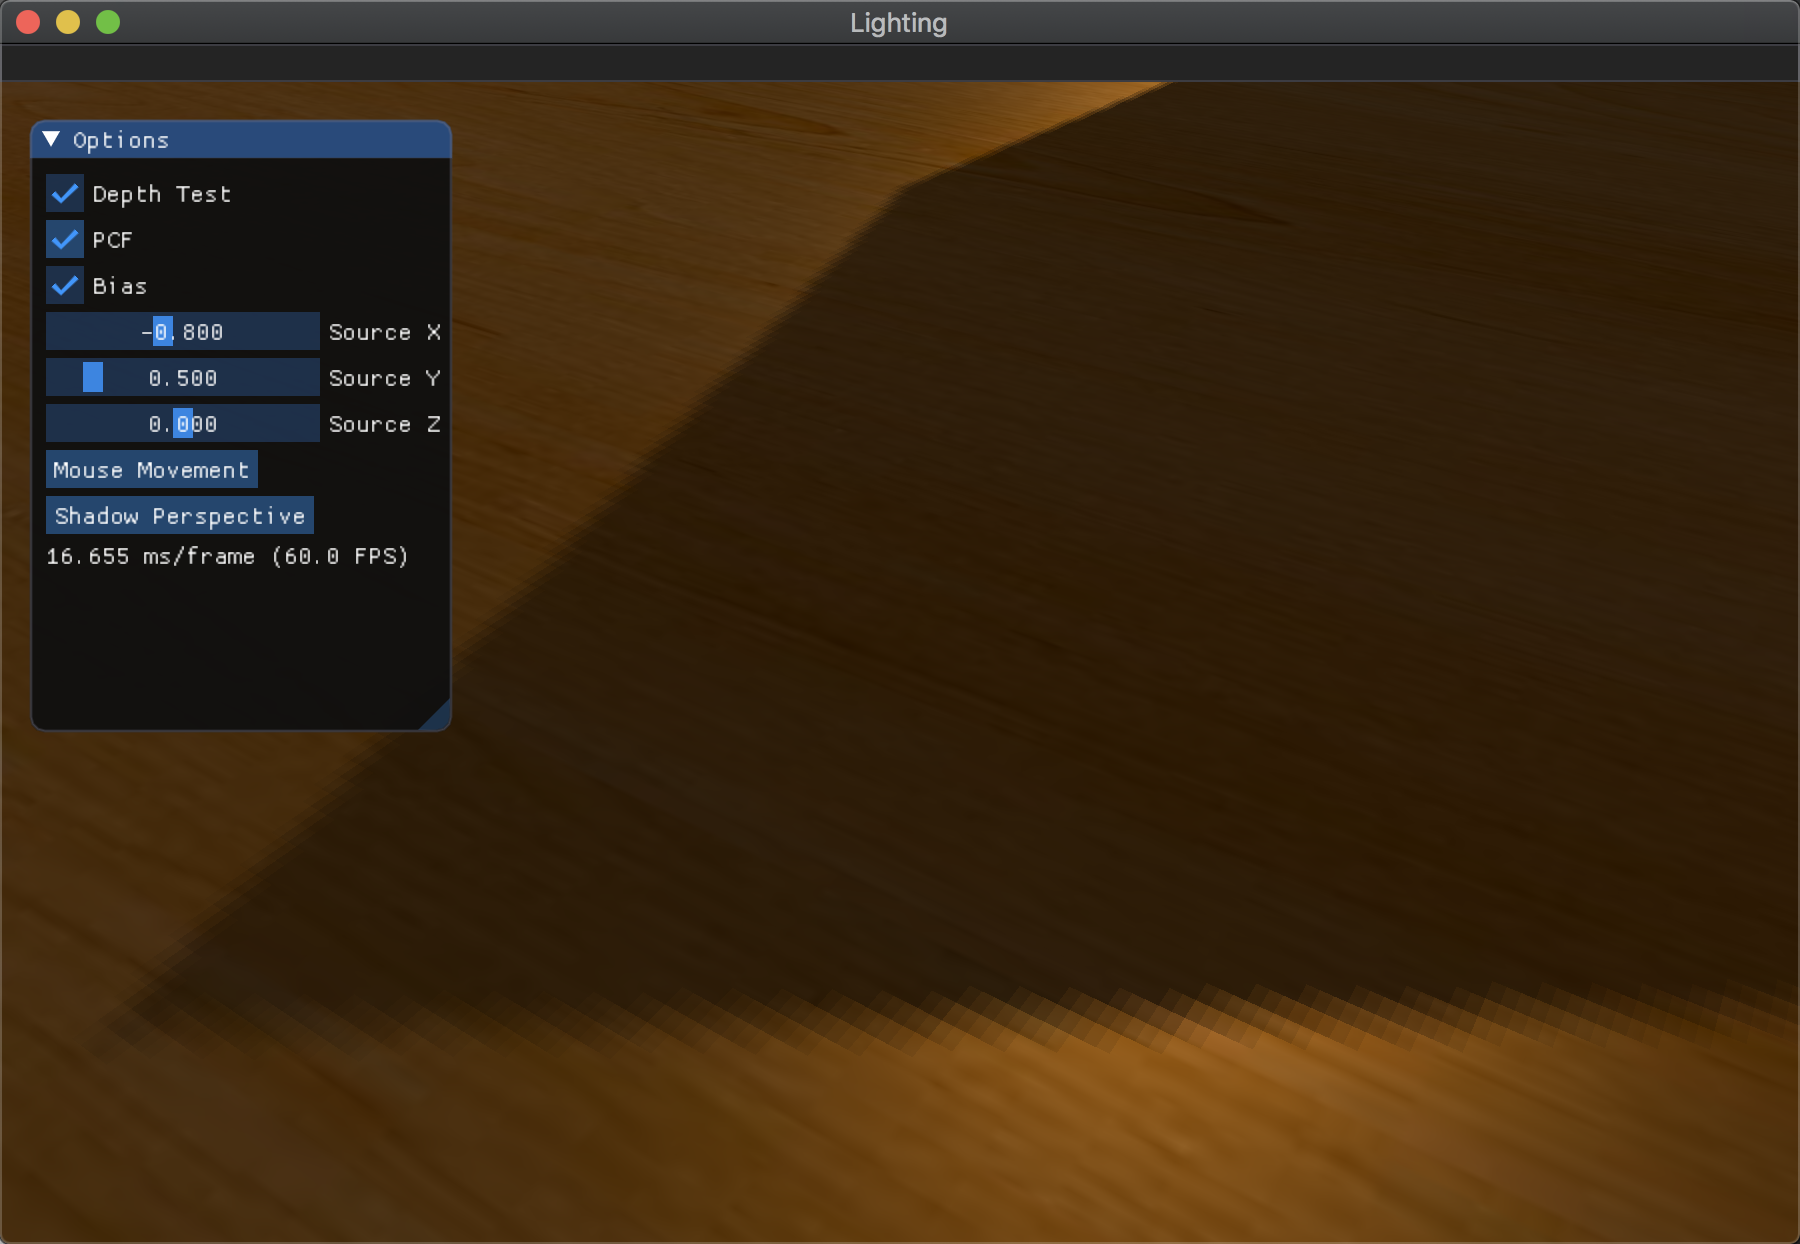 Lighting
Options
Depth Test
PCF
Bias
-0.800 Source X
0.500 Source Y
0.000 Source Z
Mouse Movement
Shadow Perspective
16.655 ms/frame (60.0 FPS)